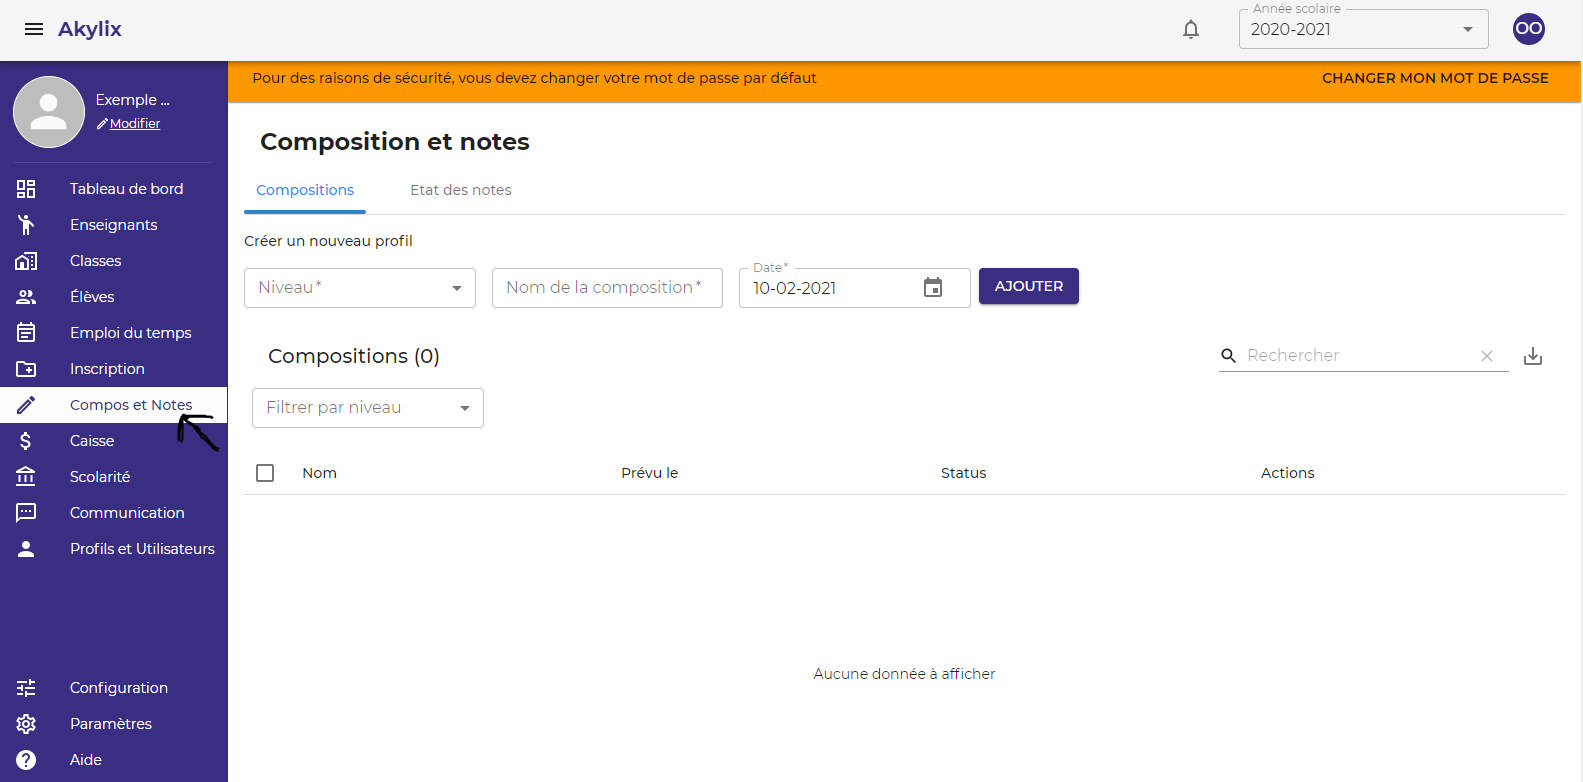 Akylix
Année scolaire
2020-2021
OO
Pour des raisons de sécurité, vous devez changer votre mot de passe par défaut
CHANGER MON MOT DE PASSE
Exemple ...
Modifier
Tableau de bord
Enseignants
Classes
Élèves
Emploi du temps
Inscription
Compos et Notes
Caisse
Scolarité
Communication
Profils et Utilisateurs
Configuration
Paramètres
Aide
Composition et notes
Compositions
Etat des notes
Créer un nouveau profil
Niveau*
Nom de la composition*
Date*
10-02-2021
AJOUTER
Compositions (0)
Rechercher
Filtrer par niveau
Nom
Prévu le
Status
Actions
Aucune donnée à afficher